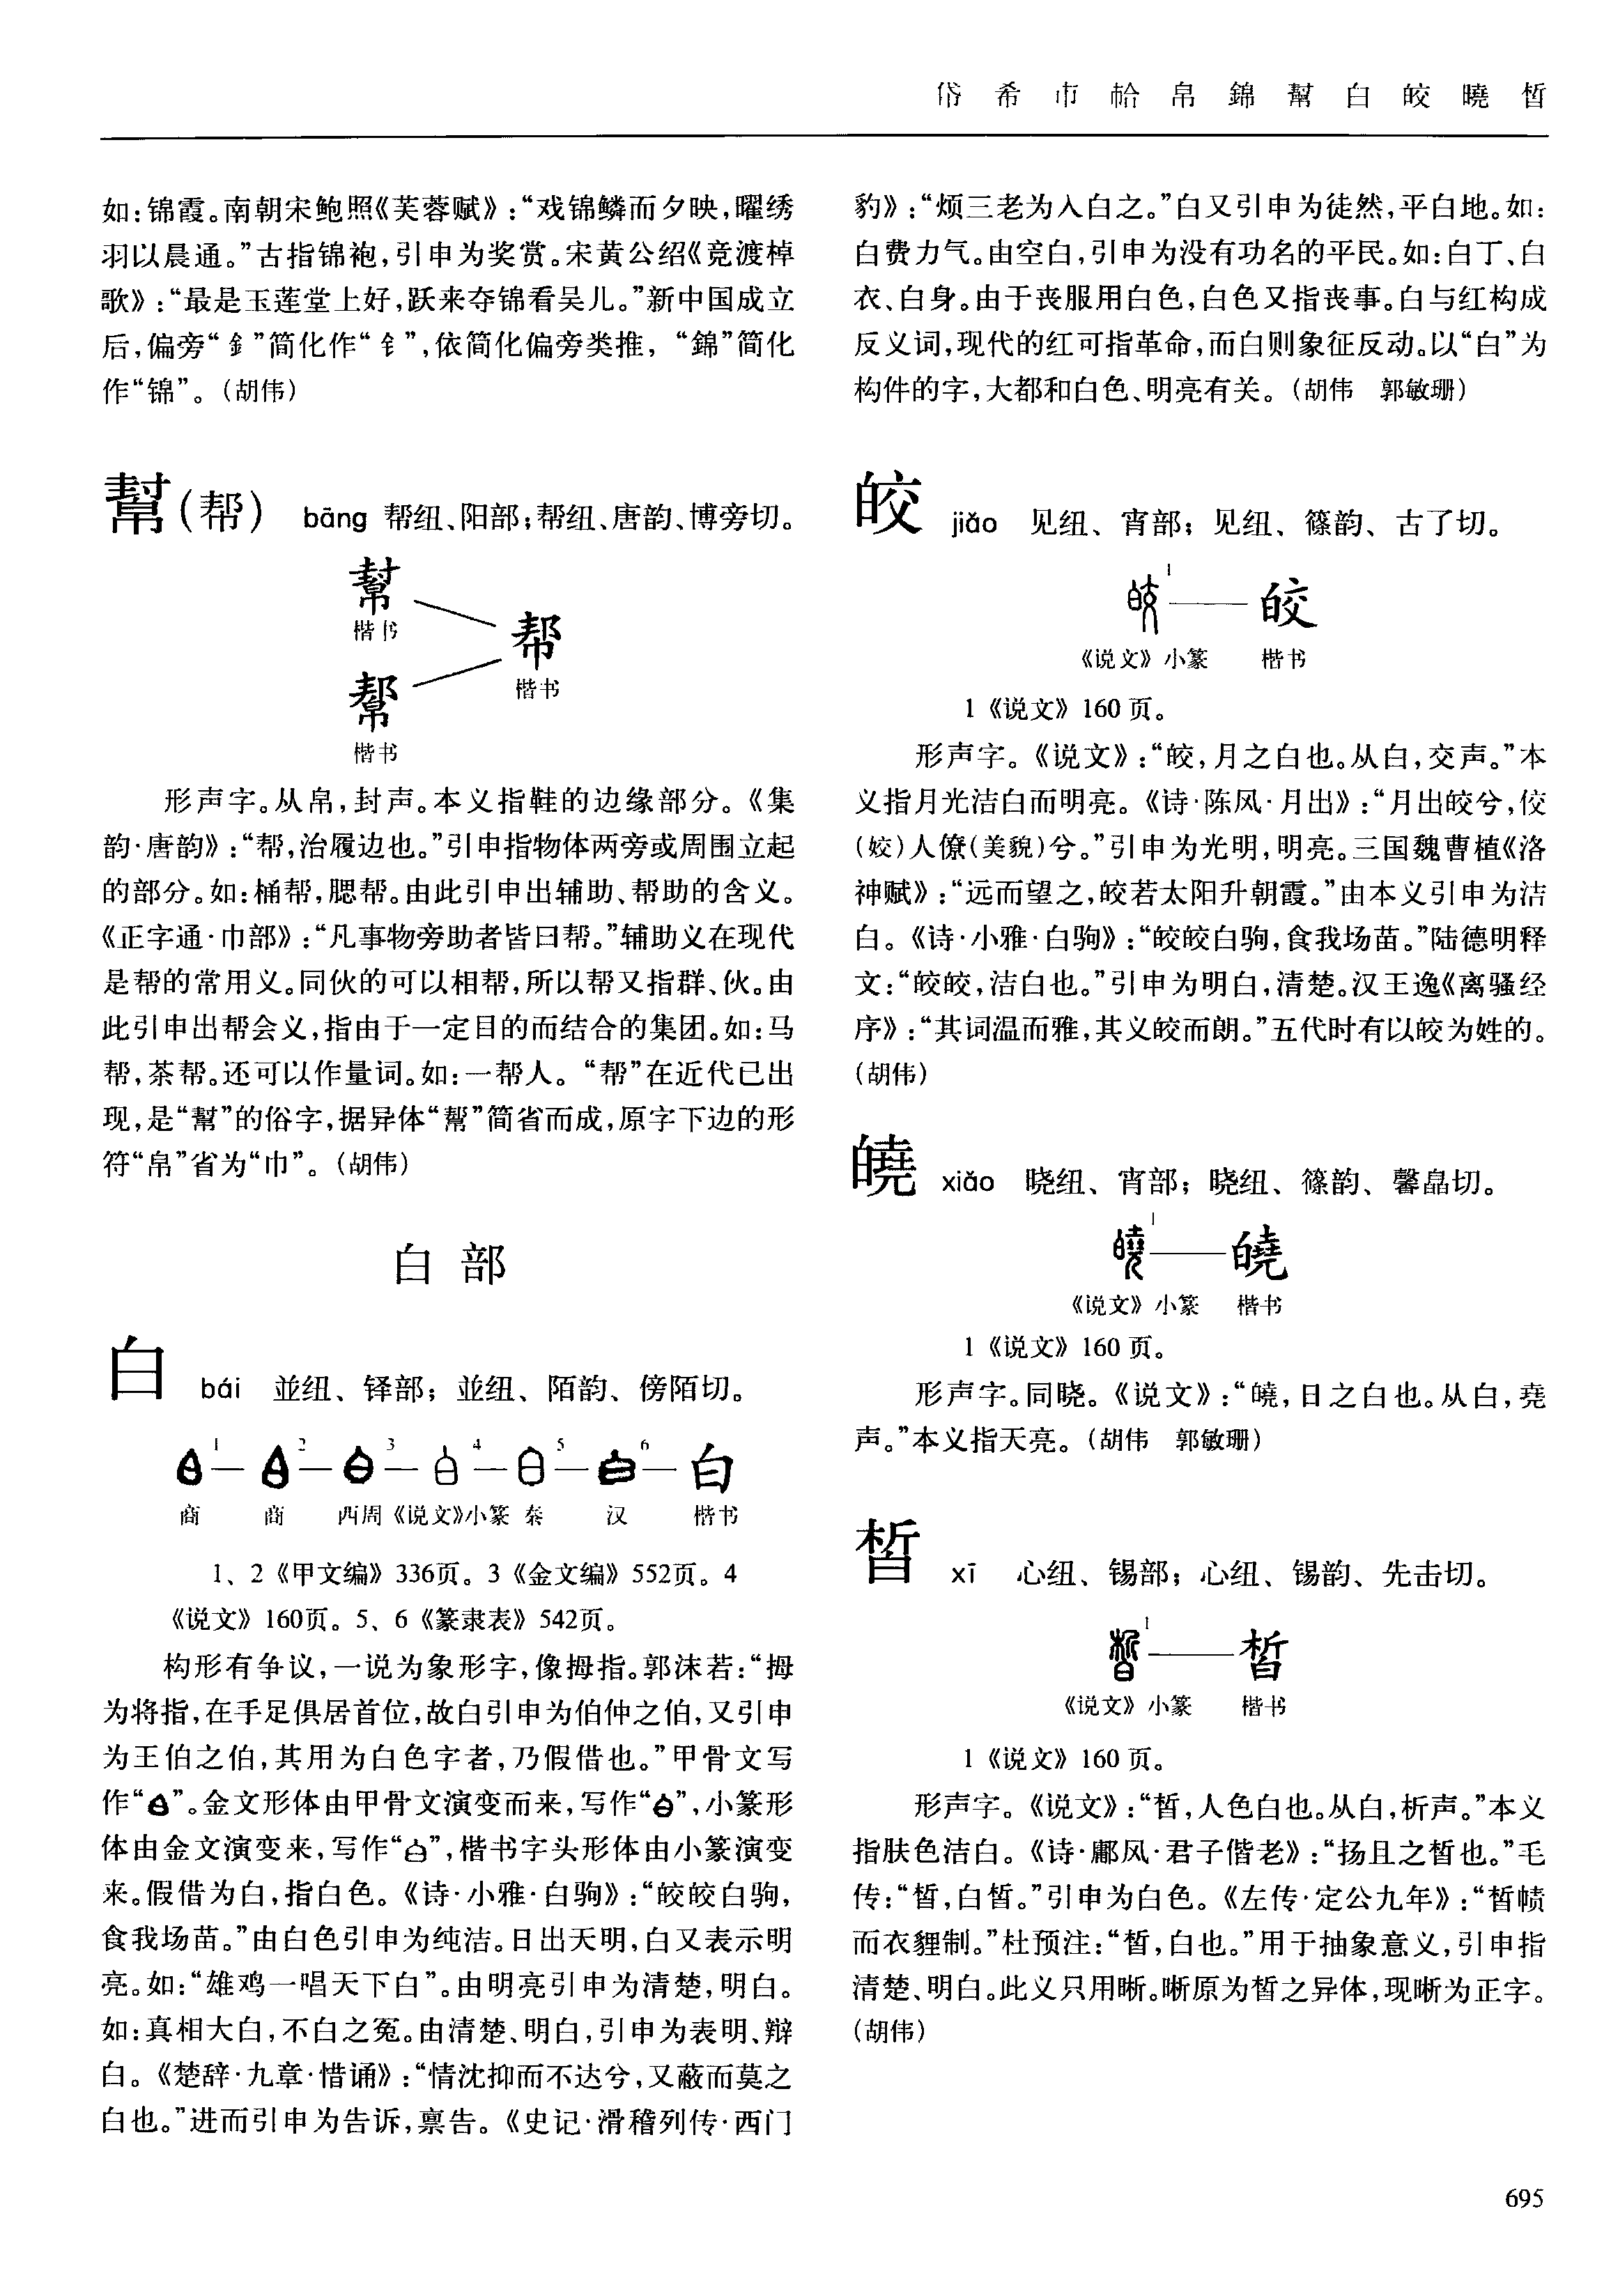 帒 希 市 帢 帛 錦 幫 白 皎 曉 皙
如:锦霞。南朝宋鲍照《芙蓉赋》:“戏锦鳞而夕映,曜绣
羽以晨通。”古指锦袍,引申为奖赏。宋黄公绍《竞渡棹
歌》:“最是玉莲堂上好,跃来夺锦看吴儿。”新中国成立
后,偏旁“釒”简化作“钅”,依简化偏旁类推,“錦”简化
作“锦”。(胡伟)
幫(帮) bāng 帮纽、阳部;帮纽、唐韵、博旁切。
幫
楷书
帮
楷书
幚
楷书
形声字。从帛,封声。本义指鞋的边缘部分。《集
韵·唐韵》:“帮,治履边也。”引申指物体两旁或周围立起
的部分。如:桶帮,腮帮。由此引申出辅助、帮助的含义。
《正字通·巾部》:“凡事物旁助者皆曰帮。”辅助义在现代
是帮的常用义。同伙的可以相帮,所以帮又指群、伙。由
此引申出帮会义,指由于一定目的而结合的集团。如:马
帮,茶帮。还可以作量词。如:一帮人。“帮”在近代已出
现,是“幫”的俗字,据异体“幚”简省而成,原字下边的形
符“帛”省为“巾”。(胡伟)
白 部
白 bái 並纽、铎部;並纽、陌韵、傍陌切。
1 2 3 4 5 6 白
商 商 西周 《说文》小篆 秦 汉 楷书
1、2《甲文编》336页。3《金文编》552页。4
《说文》160页。5、6《篆隶表》542页。
构形有争议,一说为象形字,像拇指。郭沫若:“拇
为将指,在手足俱居首位,故白引申为伯仲之伯,又引申
为王伯之伯,其用为白色字者,乃假借也。”甲骨文写
作“”。金文形体由甲骨文演变而来,写作“”,小篆形
体由金文演变来,写作“”,楷书字头形体由小篆演变
来。假借为白,指白色。《诗·小雅·白驹》:“皎皎白驹,
食我场苗。”由白色引申为纯洁。日出天明,白又表示明
亮。如:“雄鸡一唱天下白”。由明亮引申为清楚,明白。
如:真相大白,不白之冤。由清楚、明白,引申为表明、辩
白。《楚辞·九章·惜诵》:“情沈抑而不达兮,又蔽而莫之
白也。”进而引申为告诉,禀告。《史记·滑稽列传·西门
豹》:“烦三老为入白之。”白又引申为徒然,平白地。如:
白费力气。由空白,引申为没有功名的平民。如:白丁、白
衣、白身。由于丧服用白色,白色又指丧事。白与红构成
反义词,现代的红可指革命,而白则象征反动。以“白”为
构件的字,大都和白色、明亮有关。(胡伟 郭敏珊)
皎 jiǎo 见纽、宵部;见纽、篠韵、古了切。
皎1——皎
《说文》小篆 楷书
1《说文》160页。
形声字。《说文》:“皎,月之白也。从白,交声。”本
义指月光洁白而明亮。《诗·陈风·月出》:“月出皎兮,佼
(姣)人僚(美貌)兮。”引申为光明,明亮。三国魏曹植《洛
神赋》:“远而望之,皎若太阳升朝霞。”由本义引申为洁
白。《诗·小雅·白驹》:“皎皎白驹,食我场苗。”陆德明释
文:“皎皎,洁白也。”引申为明白,清楚。汉王逸《离骚经
序》:“其词温而雅,其义皎而朗。”五代时有以皎为姓的。
(胡伟)
皢 xiǎo 晓纽、宵部;晓纽、篠韵、馨皛切。
皢1——皢
《说文》小篆 楷书
1《说文》160页。
形声字。同晓。《说文》:“皢,日之白也。从白,堯
声。”本义指天亮。(胡伟 郭敏珊)
皙 xī 心纽、锡部;心纽、锡韵、先击切。
皙1——皙
《说文》小篆 楷书
1《说文》160页。
形声字。《说文》:“皙,人色白也。从白,析声。”本义
指肤色洁白。《诗·鄘风·君子偕老》:“扬且之皙也。”毛
传:“皙,白皙。”引申为白色。《左传·定公九年》:“皙帻
而衣貍制。”杜预注:“皙,白也。”用于抽象意义,引申指
清楚、明白。此义只用晰。晰原为皙之异体,现晰为正字。
(胡伟)
695